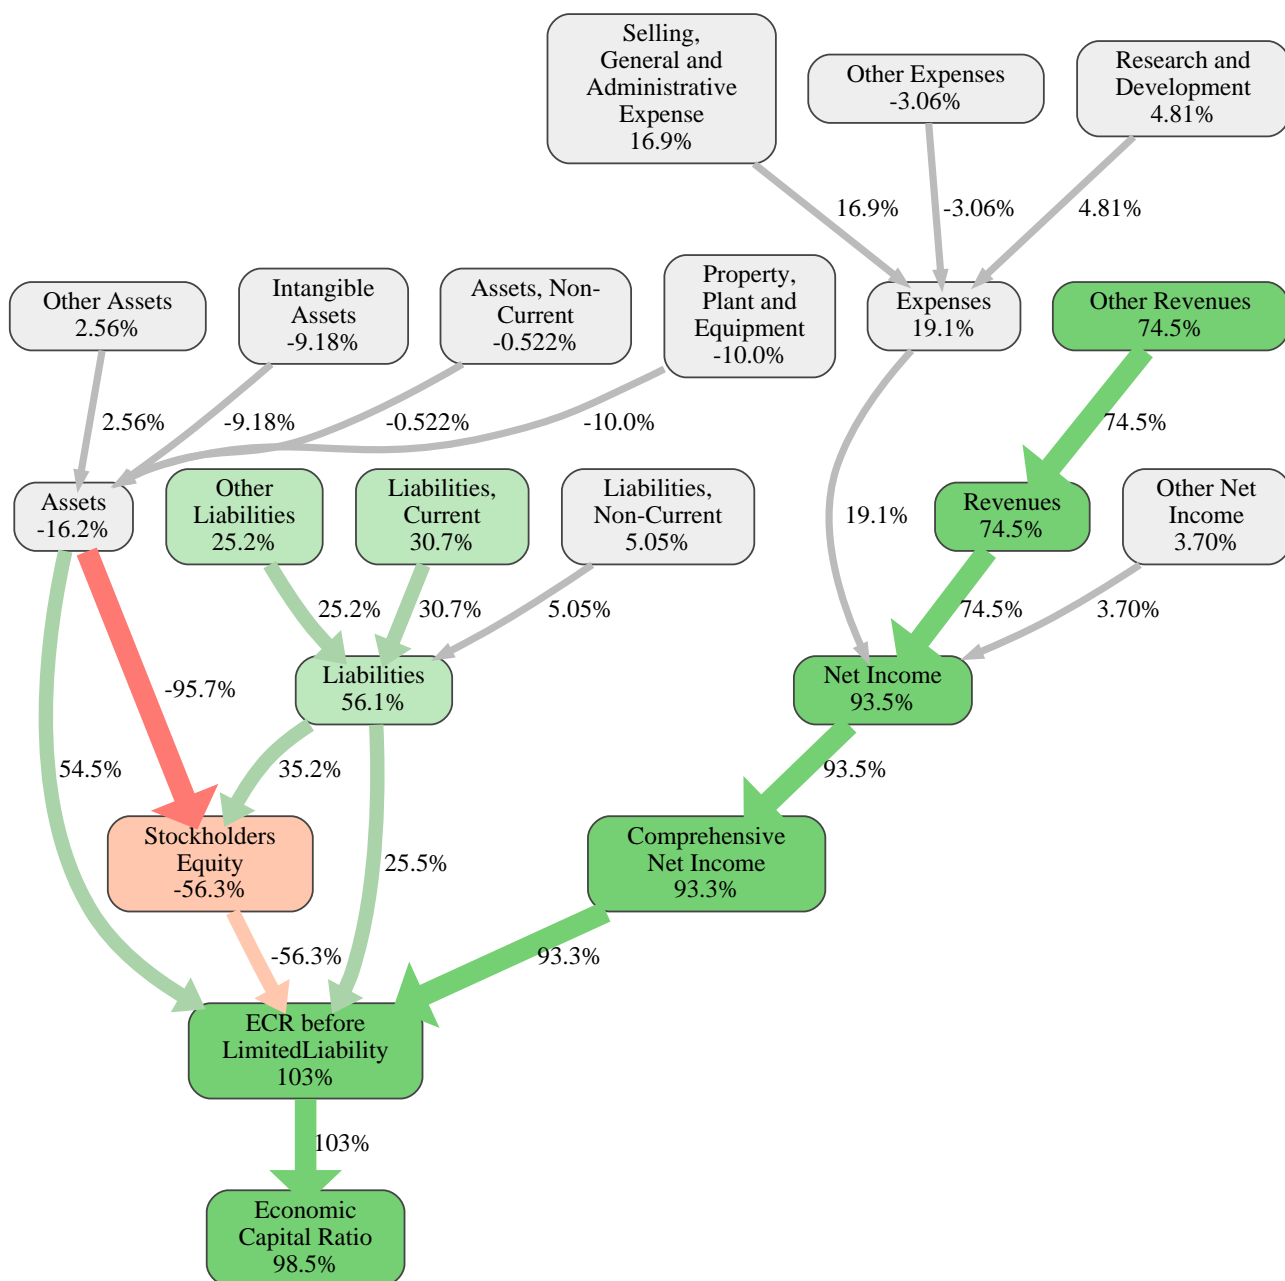 Selling,
General and
Administrative
Expense
16.9%
Other Expenses
-3.06%
Research and
Development
4.81%
16.9%
-3.06%
4.81%
Other Assets
2.56%
Intangible
Assets
-9.18%
Assets, Non-
Current
-0.522%
Property,
Plant and
Equipment
-10.0%
Expenses
19.1%
Other Revenues
74.5%
2.56%
-9.18%
-0.522%
-10.0%
74.5%
Assets
-16.2%
Other
Liabilities
25.2%
Liabilities,
Current
30.7%
Liabilities,
Non-Current
5.05%
19.1%
Revenues
74.5%
Other Net
Income
3.70%
25.2%
30.7%
5.05%
74.5%
3.70%
-95.7%
Liabilities
56.1%
Net Income
93.5%
54.5%
35.2%
93.5%
Stockholders
Equity
-56.3%
25.5%
Comprehensive
Net Income
93.3%
-56.3%
93.3%
ECR before
LimitedLiability
103%
103%
Economic
Capital Ratio
98.5%